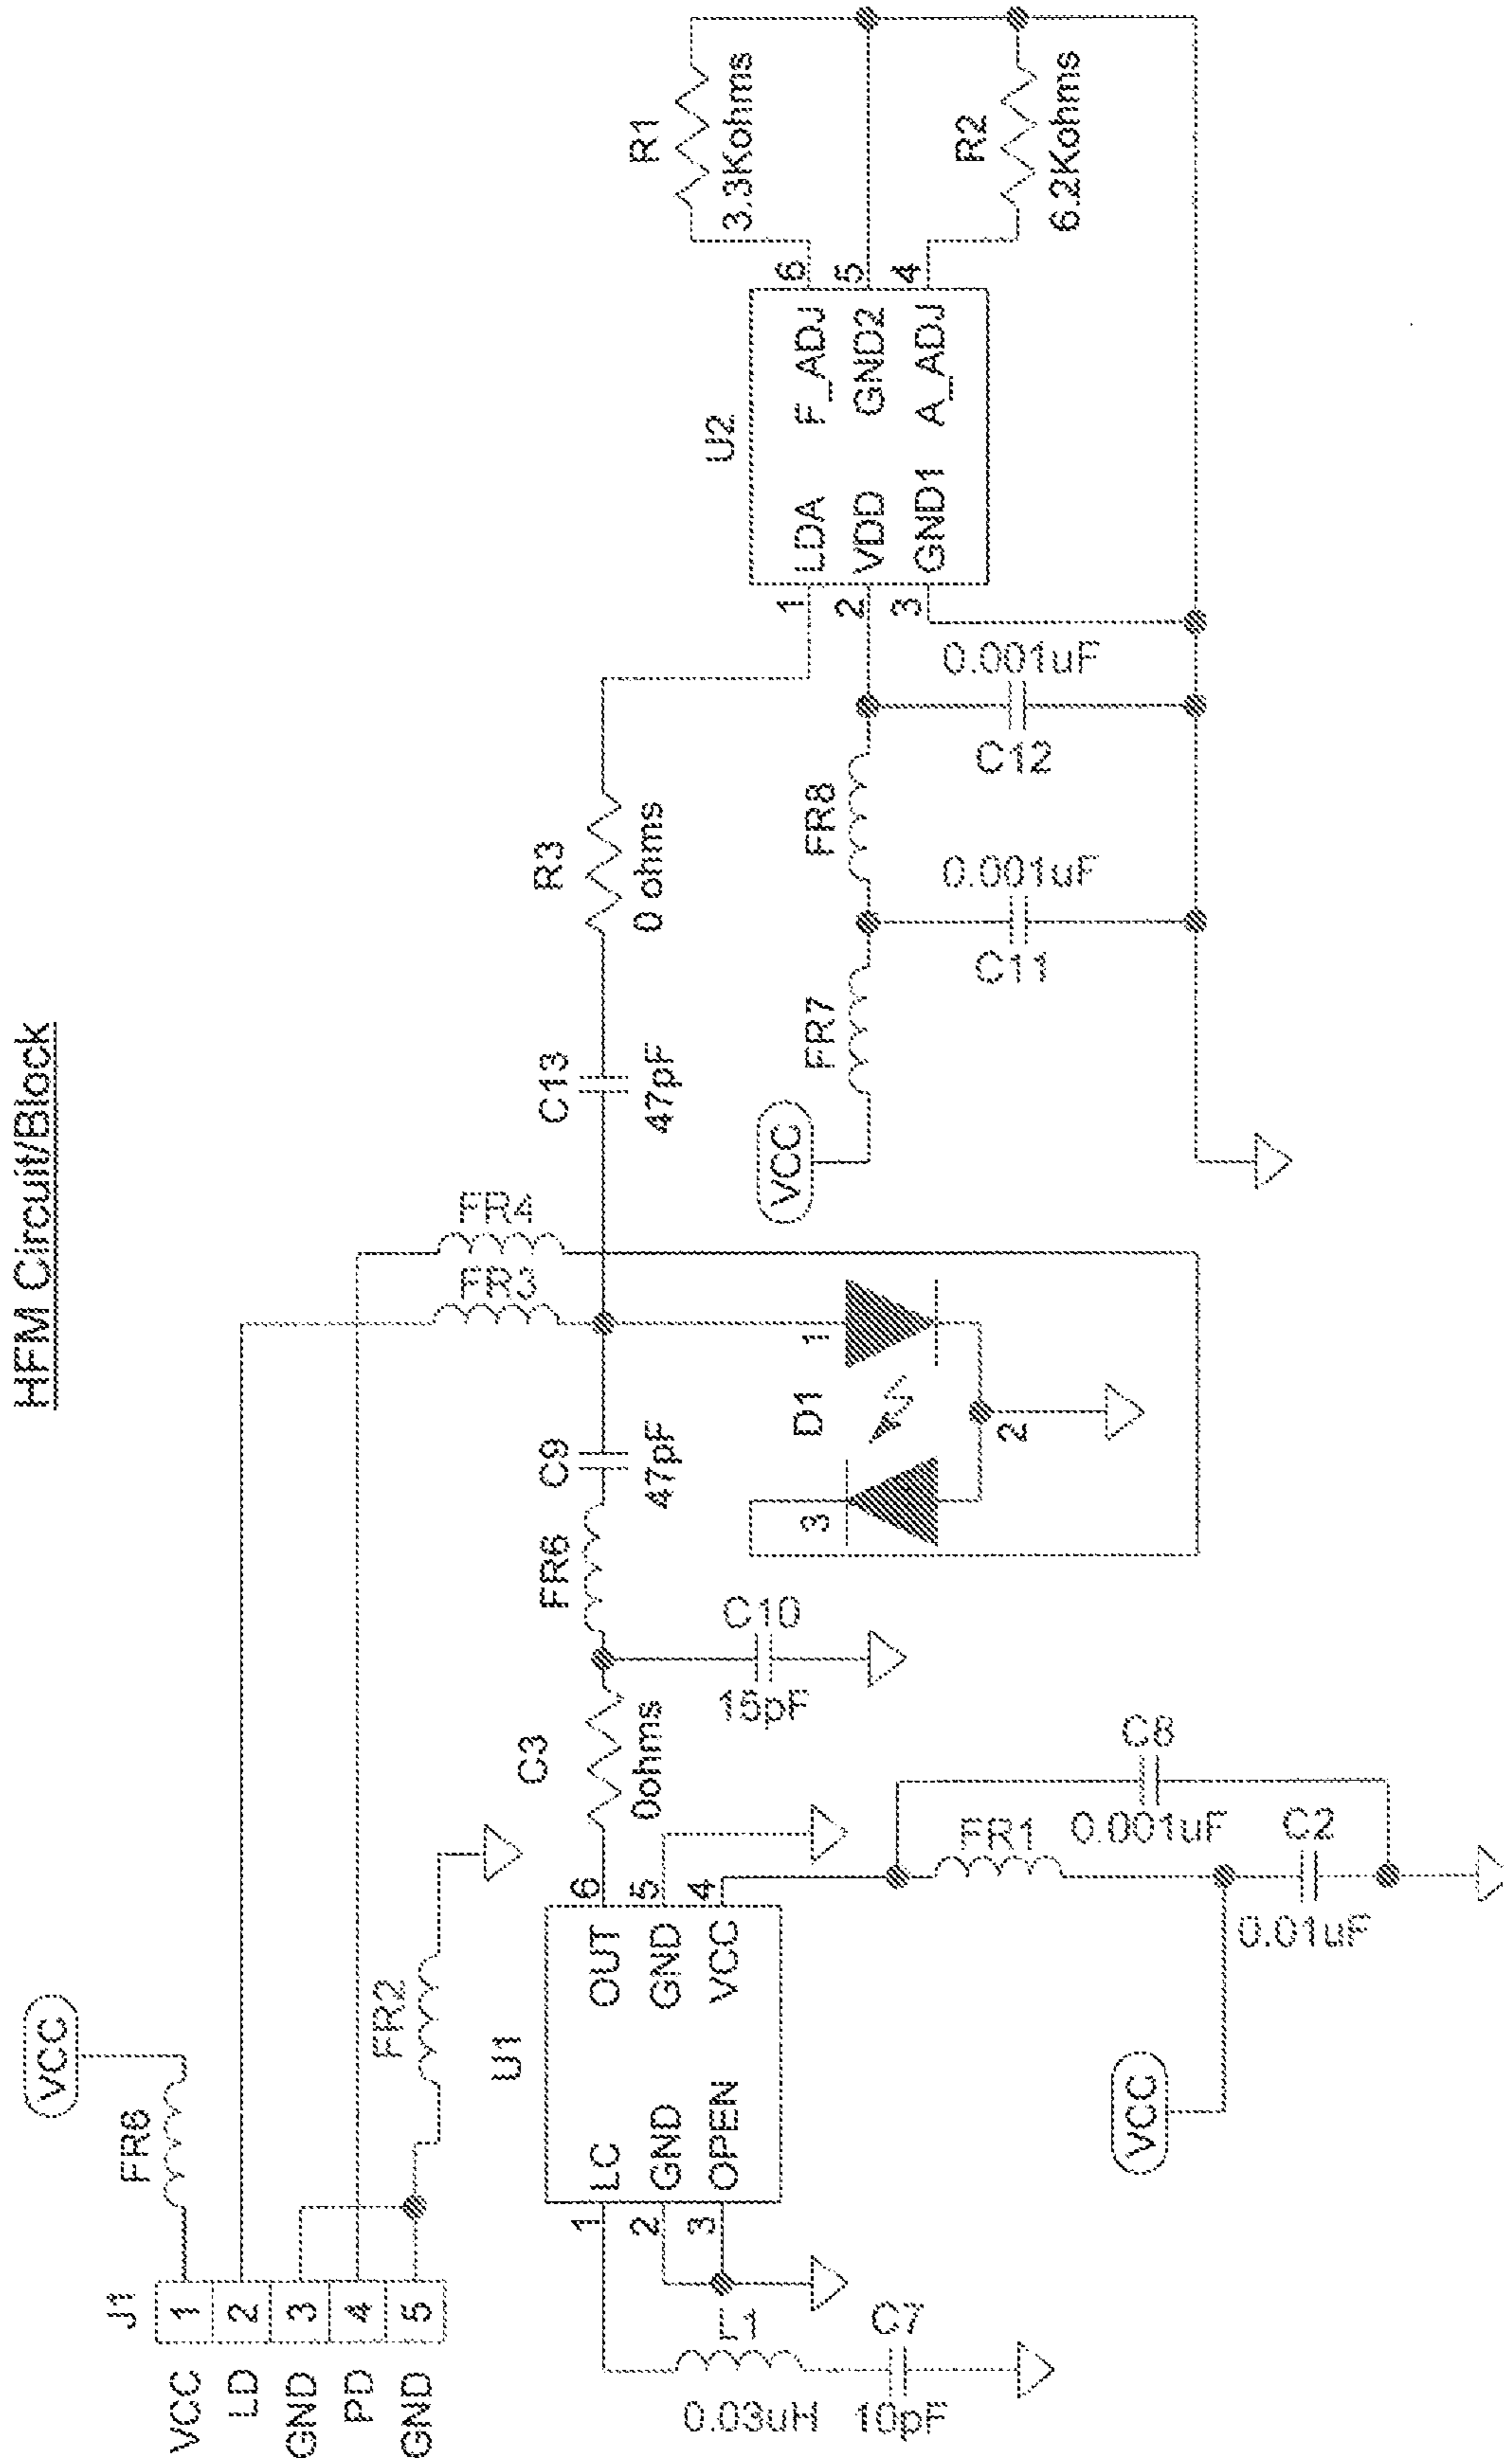 HFM Circuit/Block
J1
VCC 1
LD 2
GND 3
PD 4
GND 5
FR8
VCC
FR2
FR3
FR4
U1
LC
GND
OPEN
OUT
GND
VCC
1
2
3
6
5
4
L1
0.03uH
C7
10pF
C3
0ohms
C10
15pF
FR6
C9
47pF
C13
47pF
R3
0 ohms
FR1
C8
0.001uF
C2
0.01uF
VCC
D1
1
2
3
VCC
FR7
FR8
C11
0.001uF
C12
0.001uF
U2
LDA
VDD
GND1
F_ADJ
GND2
A_ADJ
1
2
3
6
5
4
R1
3.3Kohms
R2
6.2Kohms